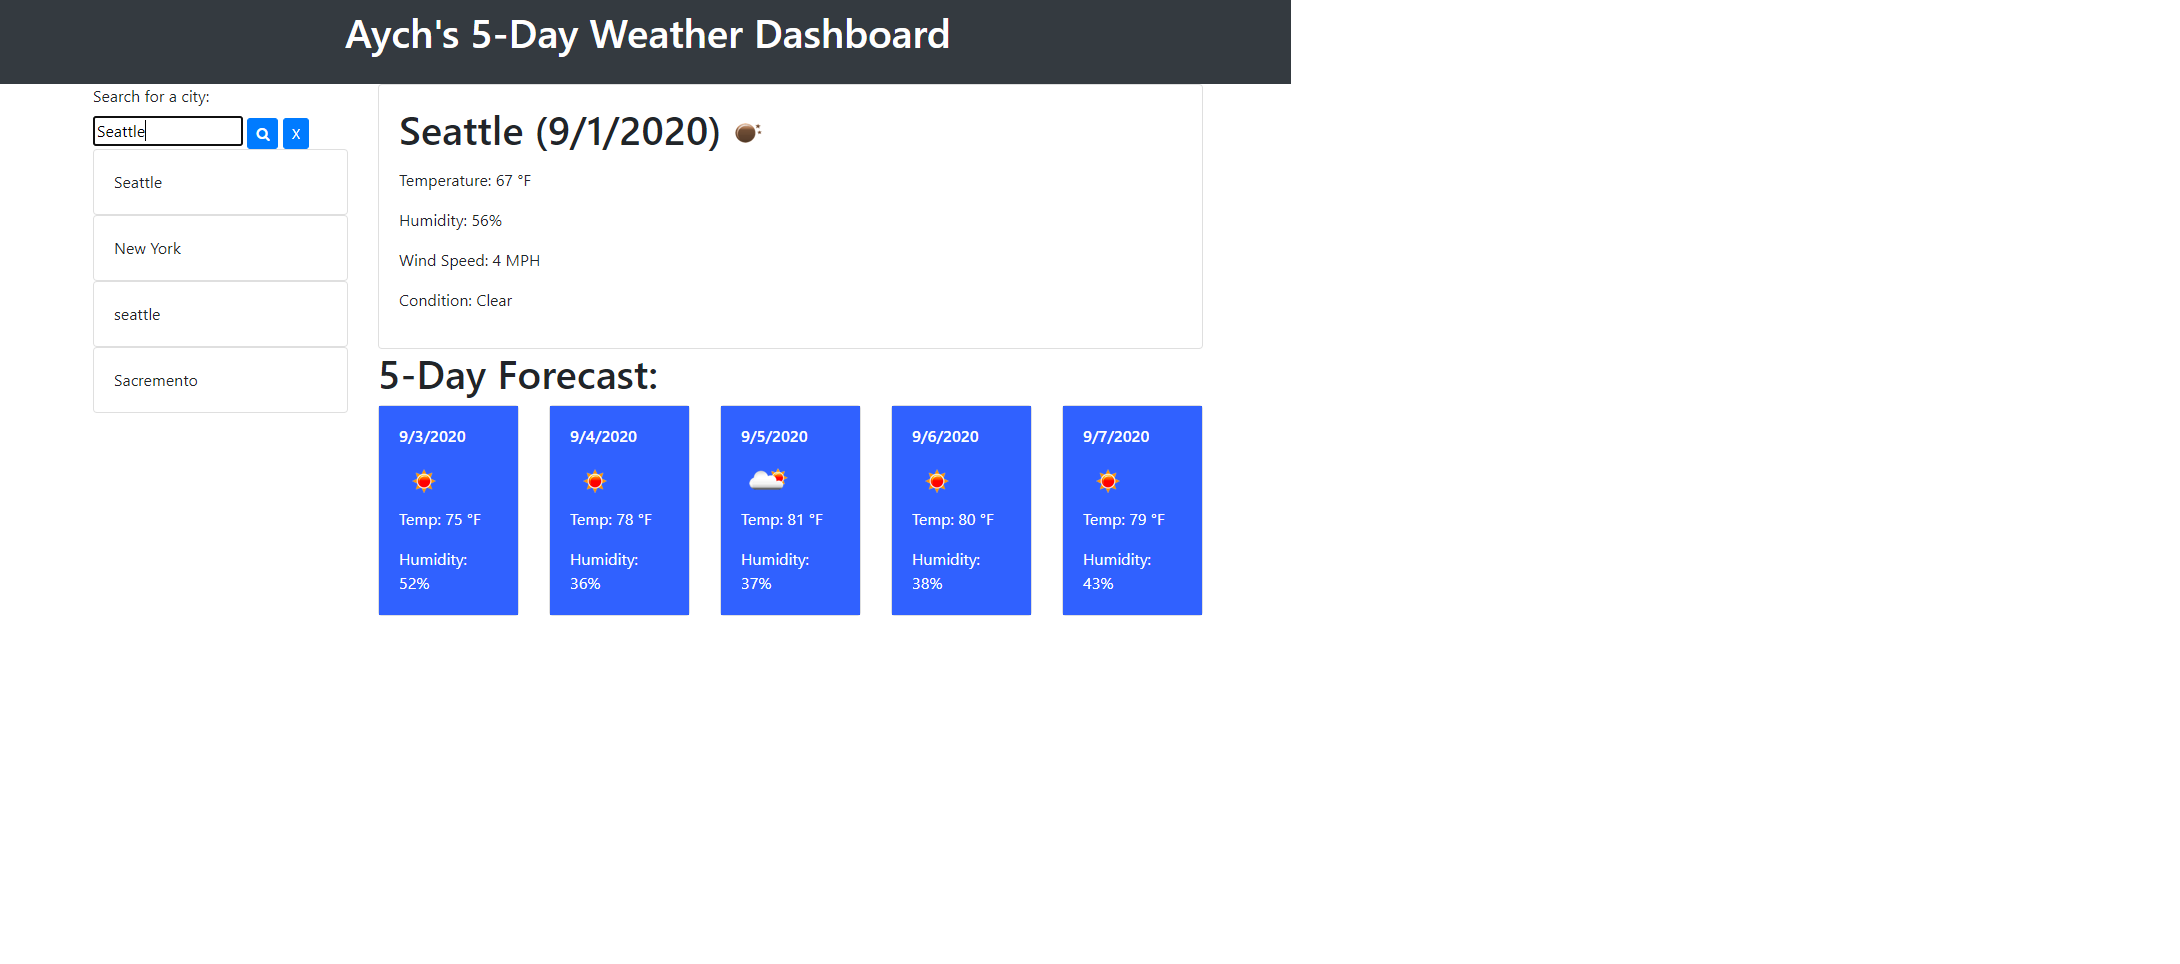 Aych's 5-Day Weather Dashboard
Search for a city:
Seattle
X
Seattle
New York
seattle
Sacremento
Seattle (9/1/2020)
Temperature: 67 °F
Humidity: 56%
Wind Speed: 4 MPH
Condition: Clear
5-Day Forecast:
9/3/2020
Temp: 75 °F
Humidity:
52%
9/4/2020
Temp: 78 °F
Humidity:
36%
9/5/2020
Temp: 81 °F
Humidity:
37%
9/6/2020
Temp: 80 °F
Humidity:
38%
9/7/2020
Temp: 79 °F
Humidity:
43%